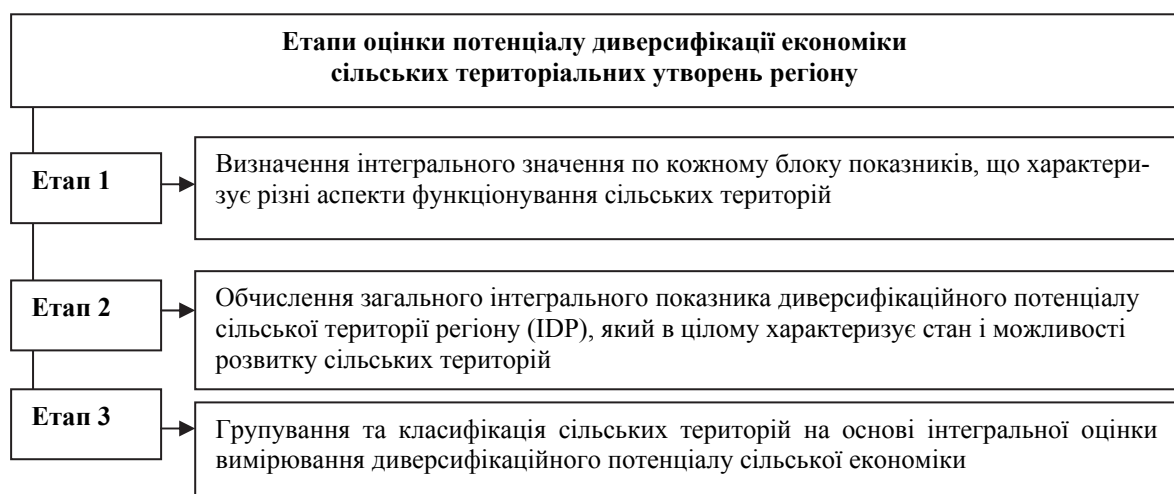 Етапи оцінки потенціалу диверсифікації економіки
сільських територіальних утворень регіону
Етап 1
Визначення інтегрального значення по кожному блоку показників, що характери-
зує різні аспекти функціонування сільських територій
Етап 2
Обчислення загального інтегрального показника диверсифікаційного потенціалу
сільської території регіону (IDP), який в цілому характеризує стан і можливості
розвитку сільських територій
Етап 3
Групування та класифікація сільських територій на основі інтегральної оцінки
вимірювання диверсифікаційного потенціалу сільської економіки